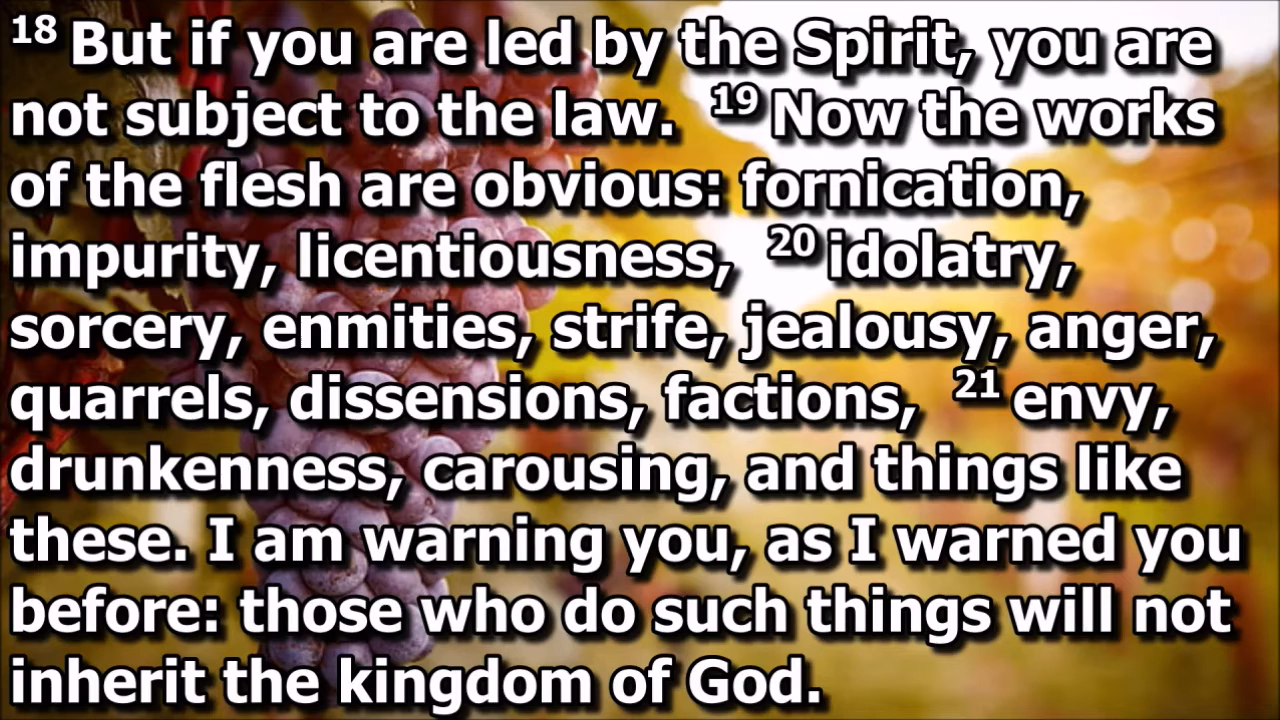 18 But if you are led by the Spirit, you are
not subject to the law. 19 Now the works
of the flesh are obvious: fornication,
impurity, licentiousness, 20 idolatry,
sorcery, enmities, strife, jealousy, anger,
quarrels, dissensions, factions, 21 envy,
drunkenness, carousing, and things like
these. I am warning you, as I warned you
before: those who do such things will not
inherit the kingdom of God.